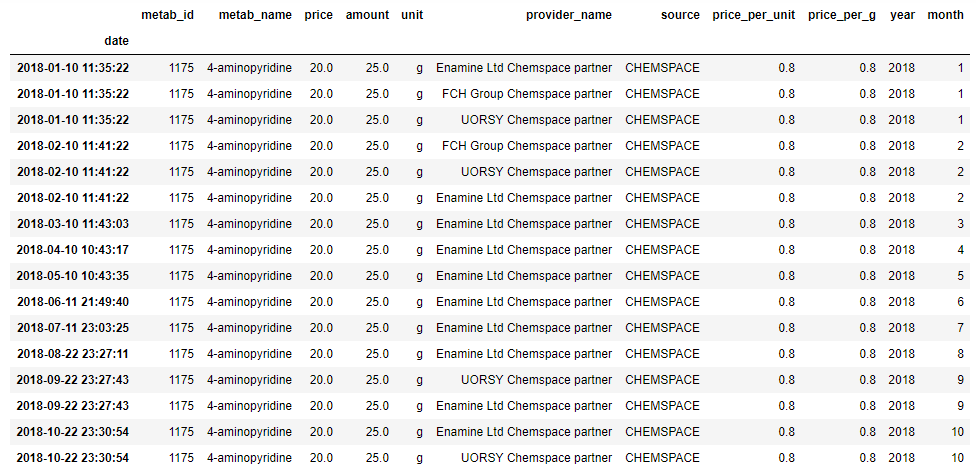 metab_id metab_name price amount unit provider_name source price_per_unit price_per_g year month
date
2018-01-10 11:35:22 1175 4-aminopyridine 20.0 25.0 g Enamine Ltd Chemspace partner CHEMSPACE 0.8 0.8 2018 1
2018-01-10 11:35:22 1175 4-aminopyridine 20.0 25.0 g FCH Group Chemspace partner CHEMSPACE 0.8 0.8 2018 1
2018-01-10 11:35:22 1175 4-aminopyridine 20.0 25.0 g UORSY Chemspace partner CHEMSPACE 0.8 0.8 2018 1
2018-02-10 11:41:22 1175 4-aminopyridine 20.0 25.0 g FCH Group Chemspace partner CHEMSPACE 0.8 0.8 2018 2
2018-02-10 11:41:22 1175 4-aminopyridine 20.0 25.0 g UORSY Chemspace partner CHEMSPACE 0.8 0.8 2018 2
2018-02-10 11:41:22 1175 4-aminopyridine 20.0 25.0 g Enamine Ltd Chemspace partner CHEMSPACE 0.8 0.8 2018 2
2018-03-10 11:43:03 1175 4-aminopyridine 20.0 25.0 g Enamine Ltd Chemspace partner CHEMSPACE 0.8 0.8 2018 3
2018-04-10 10:43:17 1175 4-aminopyridine 20.0 25.0 g Enamine Ltd Chemspace partner CHEMSPACE 0.8 0.8 2018 4
2018-05-10 10:43:35 1175 4-aminopyridine 20.0 25.0 g Enamine Ltd Chemspace partner CHEMSPACE 0.8 0.8 2018 5
2018-06-11 21:49:40 1175 4-aminopyridine 20.0 25.0 g Enamine Ltd Chemspace partner CHEMSPACE 0.8 0.8 2018 6
2018-07-11 23:03:25 1175 4-aminopyridine 20.0 25.0 g Enamine Ltd Chemspace partner CHEMSPACE 0.8 0.8 2018 7
2018-08-22 23:27:11 1175 4-aminopyridine 20.0 25.0 g Enamine Ltd Chemspace partner CHEMSPACE 0.8 0.8 2018 8
2018-09-22 23:27:43 1175 4-aminopyridine 20.0 25.0 g UORSY Chemspace partner CHEMSPACE 0.8 0.8 2018 9
2018-09-22 23:27:43 1175 4-aminopyridine 20.0 25.0 g Enamine Ltd Chemspace partner CHEMSPACE 0.8 0.8 2018 9
2018-10-22 23:30:54 1175 4-aminopyridine 20.0 25.0 g Enamine Ltd Chemspace partner CHEMSPACE 0.8 0.8 2018 10
2018-10-22 23:30:54 1175 4-aminopyridine 20.0 25.0 g UORSY Chemspace partner CHEMSPACE 0.8 0.8 2018 10